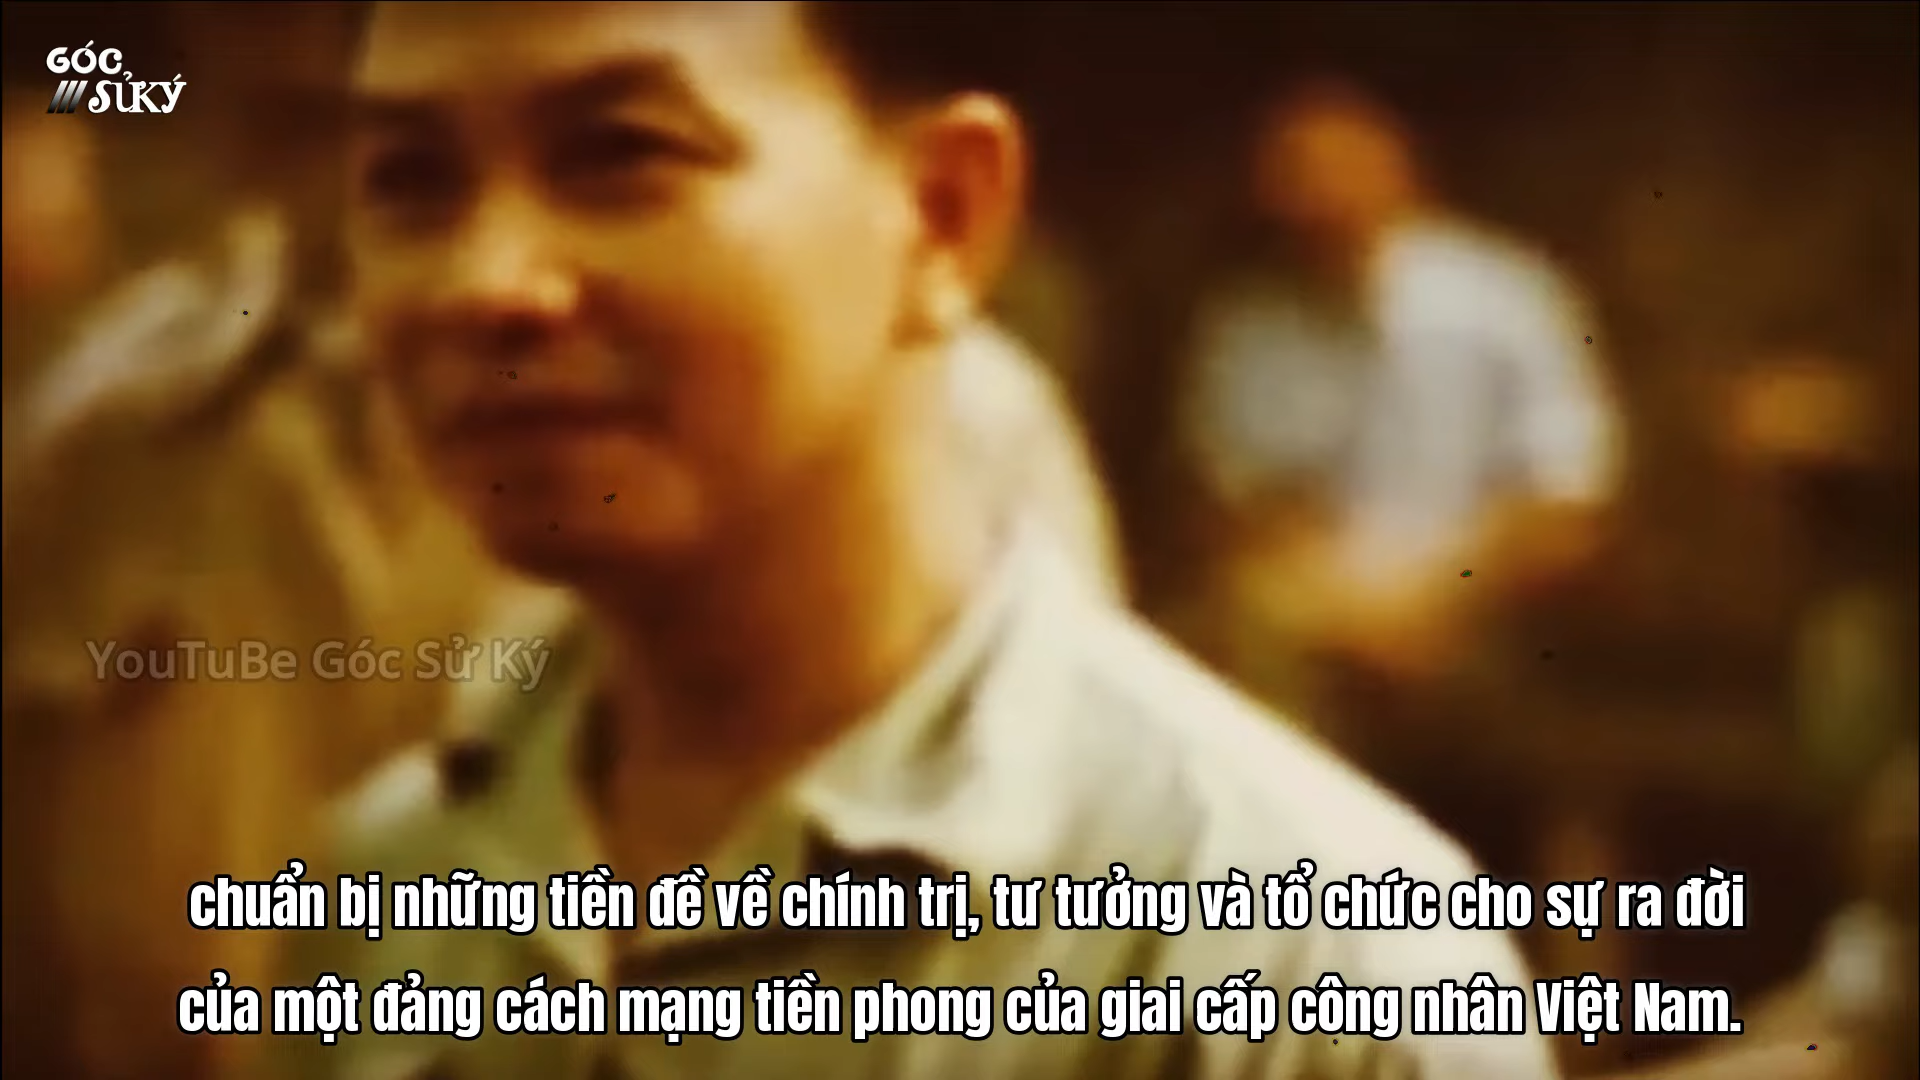 GÓC
SỬ KÝ
YouTuBe Góc Sử Ký
chuẩn bị những tiền đề về chính trị, tư tưởng và tổ chức cho sự ra đời
của một đảng cách mạng tiền phong của giai cấp công nhân Việt Nam.